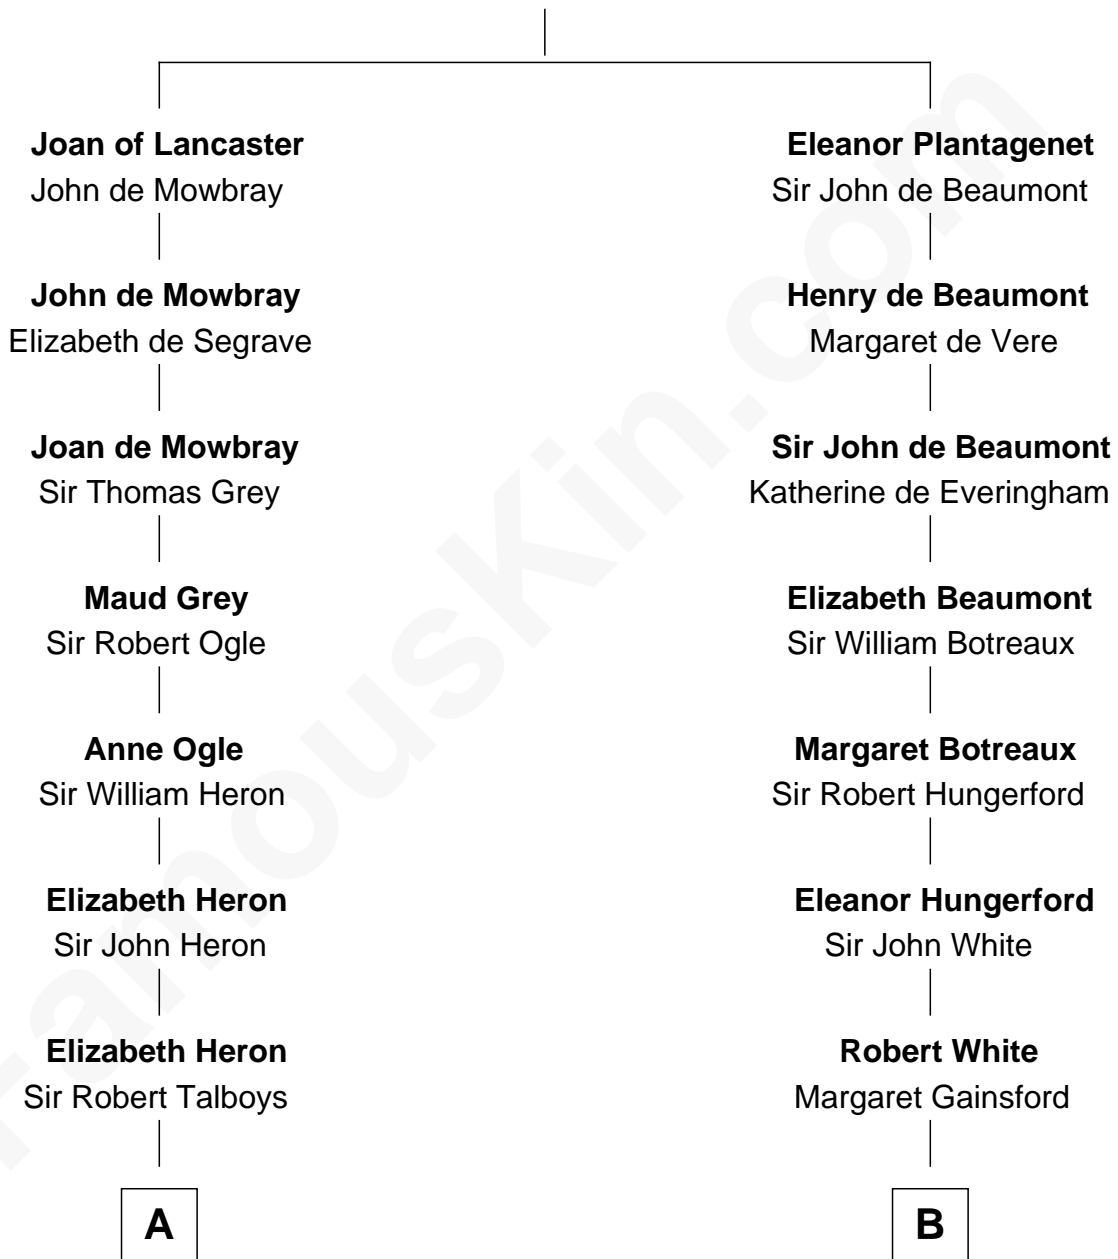 Joan of Lancaster
John de Mowbray
John de Mowbray
Elizabeth de Segrave
Joan de Mowbray
Sir Thomas Grey
Maud Grey
Sir Robert Ogle
Anne Ogle
Sir William Heron
Elizabeth Heron
Sir John Heron
Elizabeth Heron
Sir Robert Talboys
A
Eleanor Plantagenet
Sir John de Beaumont
Henry de Beaumont
Margaret de Vere
Sir John de Beaumont
Katherine de Everingham
Elizabeth Beaumont
Sir William Botreaux
Margaret Botreaux
Sir Robert Hungerford
Eleanor Hungerford
Sir John White
Robert White
Margaret Gainsford
B
FamousKin.com